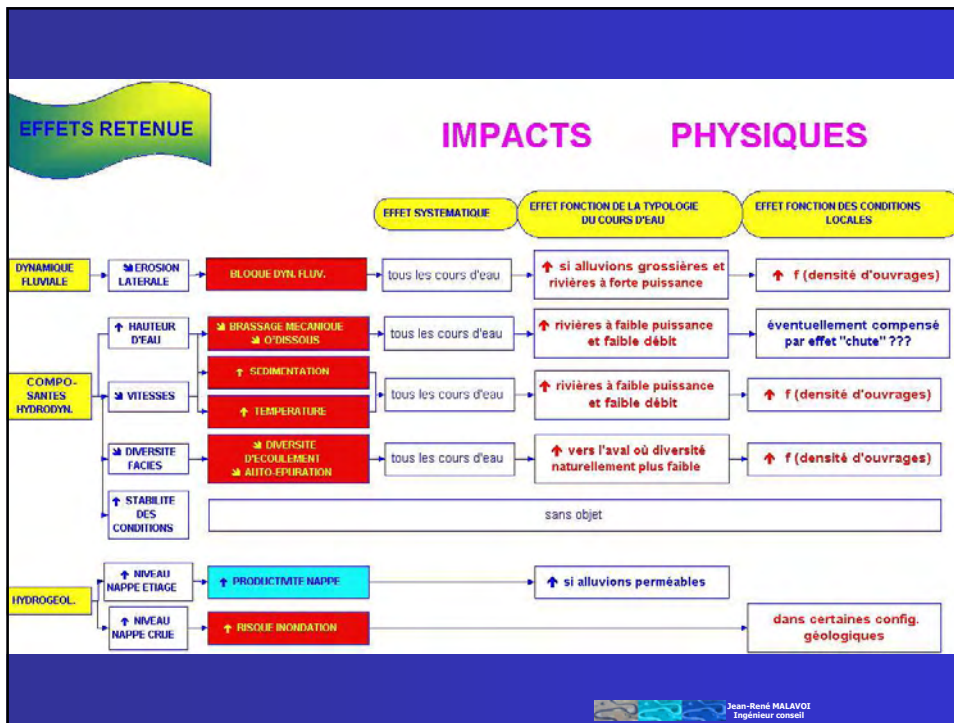 EFFETS RETENUE
IMPACTS PHYSIQUES
EFFET SYSTEMATIQUE
EFFET FONCTION DE LA TYPOLOGIE
DU COURS D'EAU
EFFET FONCTION DES CONDITIONS
LOCALES
DYNAMIQUE
FLUVIALE
↘ EROSION
LATERALE
BLOQUE DYN. FLUV.
tous les cours d'eau
↑ si alluvions grossières et
rivières à forte puissance
↑ f (densité d'ouvrages)
COMPO-
SANTES
HYDRODYN.
↑ HAUTEUR
D'EAU
↘ BRASSAGE MECANIQUE
↘ O²DISSOUS
tous les cours d'eau
↑ rivières à faible puissance
et faible débit
éventuellement compensé
par effet "chute" ???
↘ VITESSES
↑ SEDIMENTATION
↑ TEMPERATURE
tous les cours d'eau
↑ rivières à faible puissance
et faible débit
↑ f (densité d'ouvrages)
↘ DIVERSITE
FACIES
↘ DIVERSITE
D'ECOULEMENT
↘ AUTO-EPURATION
tous les cours d'eau
↑ vers l'aval où diversité
naturellement plus faible
↑ f (densité d'ouvrages)
↑ STABILITE
DES
CONDITIONS
sans objet
HYDROGEOL.
↑ NIVEAU
NAPPE ETIAGE
↑ PRODUCTIVITE NAPPE
↑ si alluvions perméables
↑ NIVEAU
NAPPE CRUE
↑ RISQUE INONDATION
dans certaines config.
géologiques
Jean-René MALAVOI
Ingénieur conseil